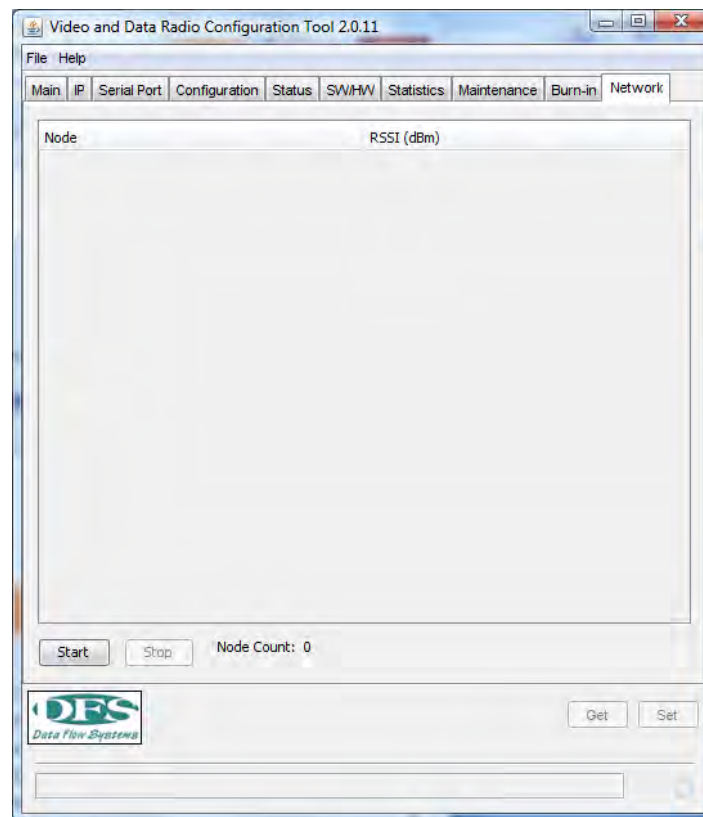 Video and Data Radio Configuration Tool 2.0.11
File Help
Main IP Serial Port Configuration Status SW/HW Statistics Maintenance Burn-in Network
Node RSSI (dBm)
Start Stop Node Count: 0
DFS
Data Flow Systems
Get Set